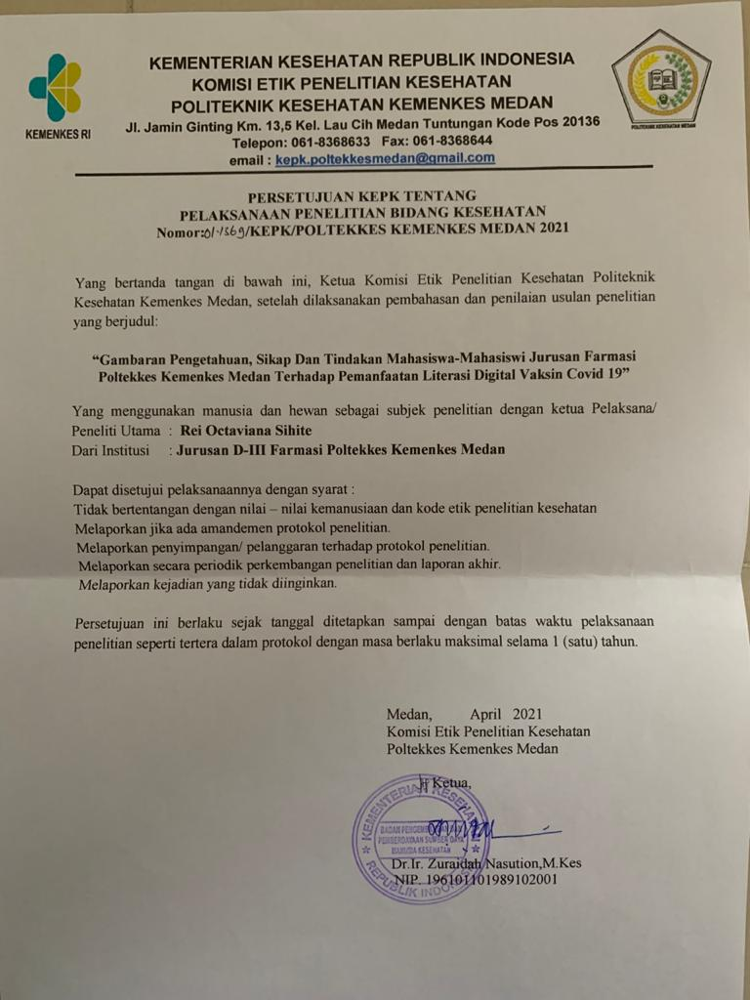 KEMENKES RI
KEMENTERIAN KESEHATAN REPUBLIK INDONESIA
KOMISI ETIK PENELITIAN KESEHATAN
POLITEKNIK KESEHATAN KEMENKES MEDAN
Jl. Jamin Ginting Km. 13,5 Kel. Lau Cih Medan Tuntungan Kode Pos 20136
Telepon: 061-8368633 Fax: 061-8368644
email : kepk.poltekkesmedan@gmail.com
POLITEKNIK KESEHATAN MEDAN
PERSETUJUAN KEPK TENTANG
PELAKSANAAN PENELITIAN BIDANG KESEHATAN
Nomor:01-1369/KEPK/POLTEKKES KEMENKES MEDAN 2021
Yang bertanda tangan di bawah ini, Ketua Komisi Etik Penelitian Kesehatan Politeknik
Kesehatan Kemenkes Medan, setelah dilaksanakan pembahasan dan penilaian usulan penelitian
yang berjudul:
“Gambaran Pengetahuan, Sikap Dan Tindakan Mahasiswa-Mahasiswi Jurusan Farmasi
Poltekkes Kemenkes Medan Terhadap Pemanfaatan Literasi Digital Vaksin Covid 19”
Yang menggunakan manusia dan hewan sebagai subjek penelitian dengan ketua Pelaksana/
Peneliti Utama : Rei Octaviana Sihite
Dari Institusi : Jurusan D-III Farmasi Poltekkes Kemenkes Medan
Dapat disetujui pelaksanaannya dengan syarat :
Tidak bertentangan dengan nilai – nilai kemanusiaan dan kode etik penelitian kesehatan
Melaporkan jika ada amandemen protokol penelitian.
Melaporkan penyimpangan/ pelanggaran terhadap protokol penelitian.
Melaporkan secara periodik perkembangan penelitian dan laporan akhir.
Melaporkan kejadian yang tidak diinginkan.
Persetujuan ini berlaku sejak tanggal ditetapkan sampai dengan batas waktu pelaksanaan
penelitian seperti tertera dalam protokol dengan masa berlaku maksimal selama 1 (satu) tahun.
Medan, April 2021
Komisi Etik Penelitian Kesehatan
Poltekkes Kemenkes Medan
Ketua,
KEMENTERIAN KESEHATAN
BADAN
PEMBERDAYAAN SUMBER DAYA
MANUSIA KESEHATAN
REPUBLIK INDONESIA
Dr.Ir. Zuraidah Nasution,M.Kes
NIP. 196101101989102001